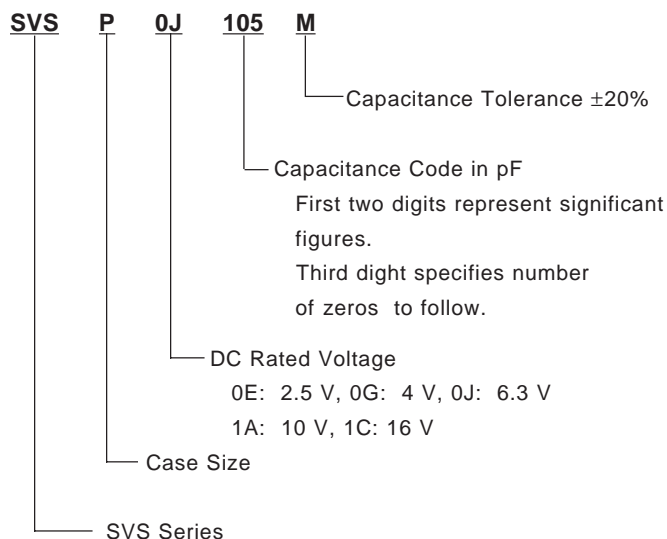 SVS P 0J 105 M
Capacitance Tolerance ±20%
Capacitance Code in pF
First two digits represent significant
figures.
Third dight specifies number
of zeros to follow.
DC Rated Voltage
0E: 2.5 V, 0G: 4 V, 0J: 6.3 V
1A: 10 V, 1C: 16 V
Case Size
SVS Series